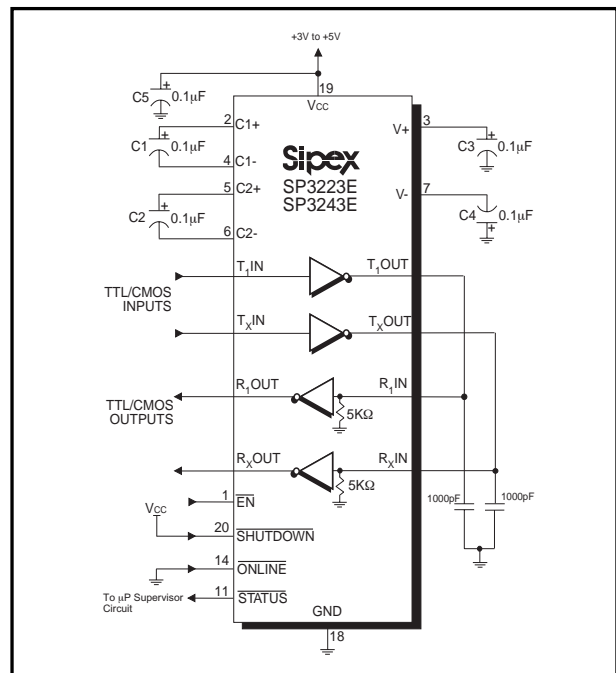 +3V to +5V
19
VCC
C5
+
0.1µF
2
C1+
C1
+
0.1µF
4
C1-
5
C2+
C2
+
0.1µF
6
C2-
Sipex
SP3223E
SP3243E
3
V+
C3
+
0.1µF
7
V-
C4
0.1µF
+
TTL/CMOS
INPUTS
T1IN
T1OUT
TXIN
TXOUT
TTL/CMOS
OUTPUTS
R1OUT
R1IN
5KΩ
RXOUT
RXIN
5KΩ
1000pF
1000pF
1
EN
VCC
20
SHUTDOWN
14
ONLINE
To µP Supervisor
Circuit
11
STATUS
GND
18